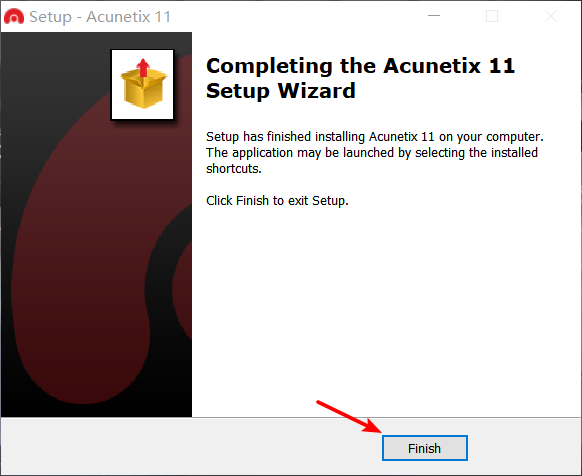 Setup - Acunetix 11
Completing the Acunetix 11
Setup Wizard
Setup has finished installing Acunetix 11 on your computer.
The application may be launched by selecting the installed
shortcuts.
Click Finish to exit Setup.
Finish